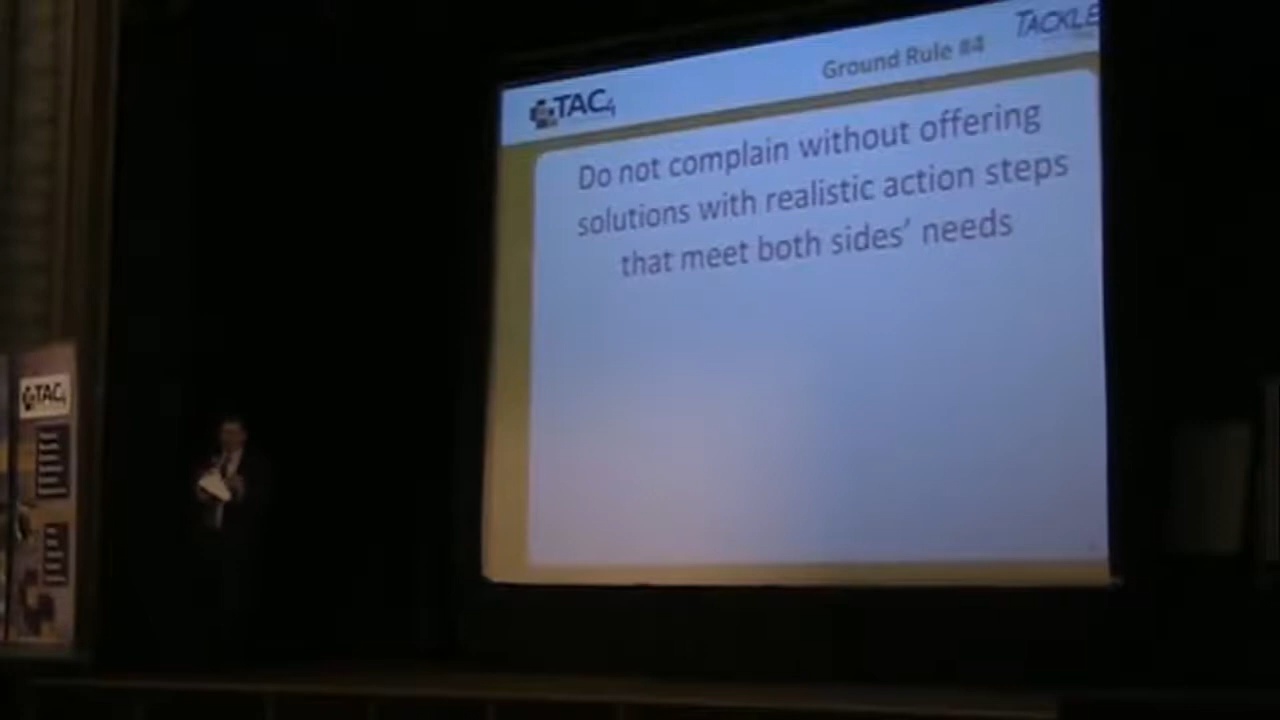 TACKLE
Ground Rule #4
TAC4
Do not complain without offering
solutions with realistic action steps
that meet both sides' needs
TAC4